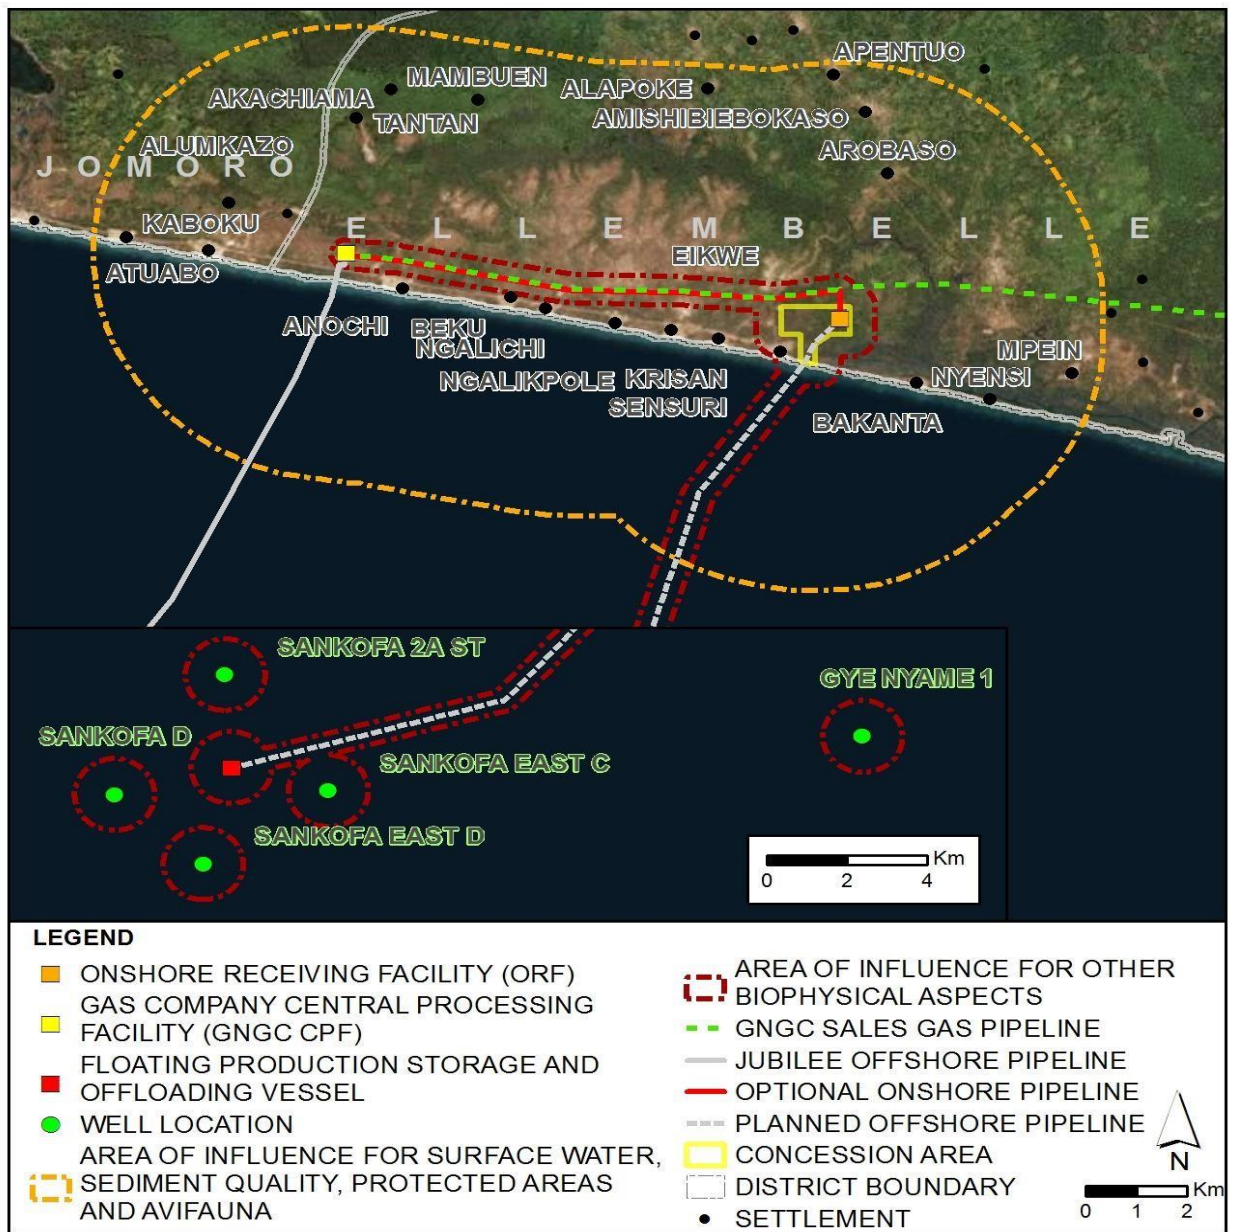 APENTUO
MAMBUEN
ALAPOKE
AKACHIAMA
AMISHIBIEBOKASO
TANTAN
ALUMKAZO
AROBASO
JOMORO
KABOKU
ELLEMBELLE
EIKWE
ATUABO
ANOCHI
BEKU
NGALICHI
MPEIN
NYENSI
NGALIKPOLE
KRISAN
SENSURI
BAKANTA
SANKOFA 2A ST
GYE NYAME 1
SANKOFA D
SANKOFA EAST C
SANKOFA EAST D
Km
0 2 4
LEGEND
ONSHORE RECEIVING FACILITY (ORF)
GAS COMPANY CENTRAL PROCESSING
FACILITY (GNGC CPF)
FLOATING PRODUCTION STORAGE AND
OFFLOADING VESSEL
WELL LOCATION
AREA OF INFLUENCE FOR SURFACE WATER,
SEDIMENT QUALITY, PROTECTED AREAS
AND AVIFAUNA
AREA OF INFLUENCE FOR OTHER
BIOPHYSICAL ASPECTS
GNGC SALES GAS PIPELINE
JUBILEE OFFSHORE PIPELINE
OPTIONAL ONSHORE PIPELINE
PLANNED OFFSHORE PIPELINE
CONCESSION AREA
DISTRICT BOUNDARY
SETTLEMENT
N
Km
0 1 2